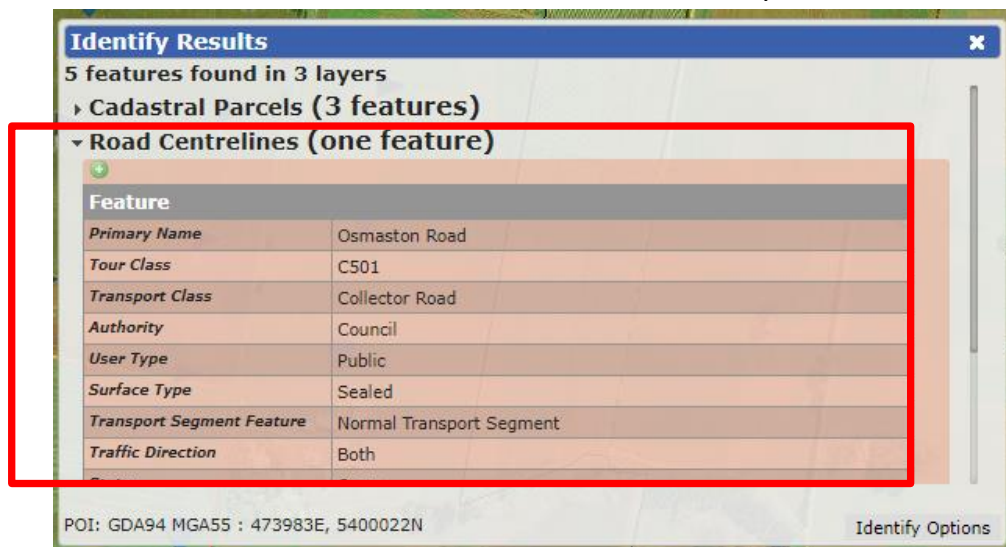 Identify Results
5 features found in 3 layers
Cadastral Parcels (3 features)
Road Centrelines (one feature)
Feature
Primary Name Osmaston Road
Tour Class C501
Transport Class Collector Road
Authority Council
User Type Public
Surface Type Sealed
Transport Segment Feature Normal Transport Segment
Traffic Direction Both
POI: GDA94 MGA55 : 473983E, 5400022N Identify Options